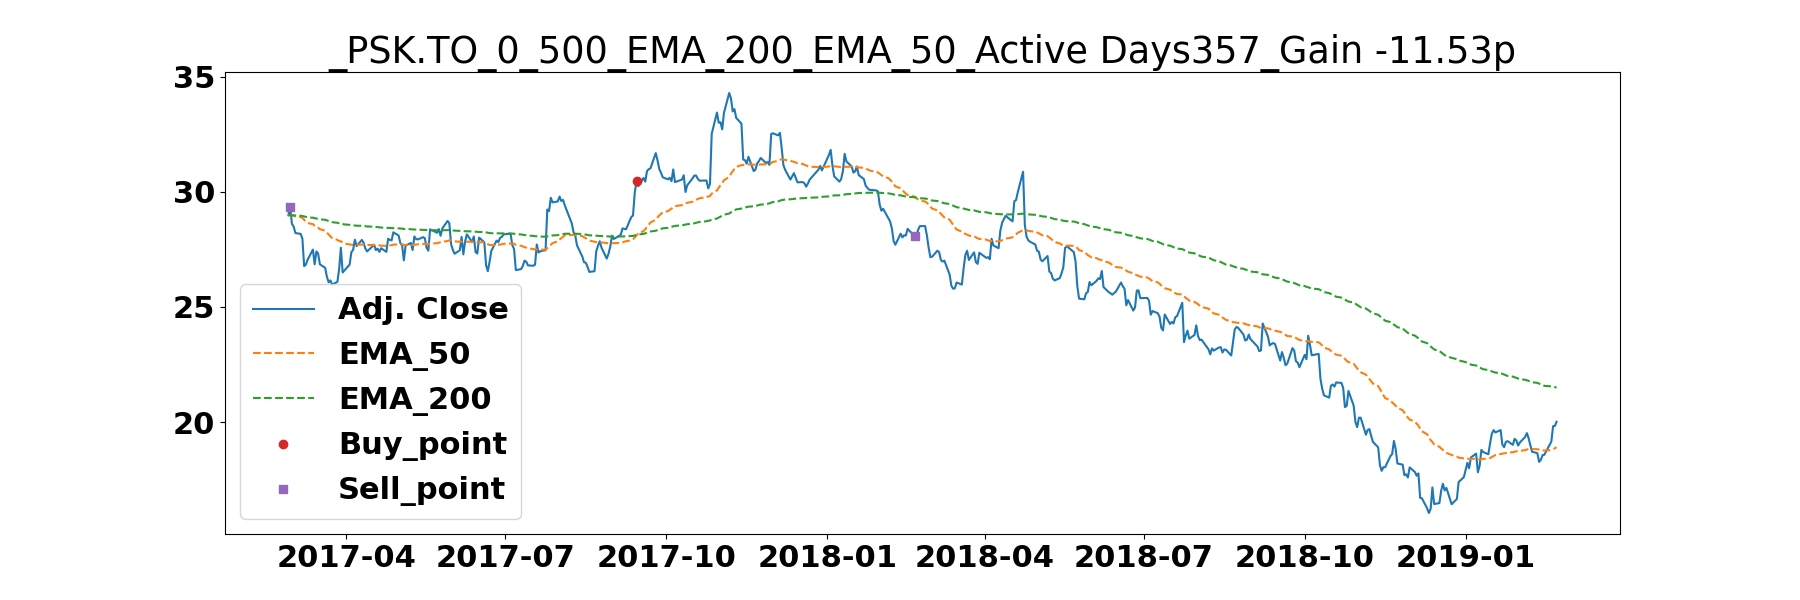 _PSK.TO_0_500_EMA_200_EMA_50_Active Days357_Gain -11.53p
35
30
25
20
Adj. Close
EMA_50
EMA_200
Buy_point
Sell_point
2017-04 2017-07 2017-10 2018-01 2018-04 2018-07 2018-10 2019-01